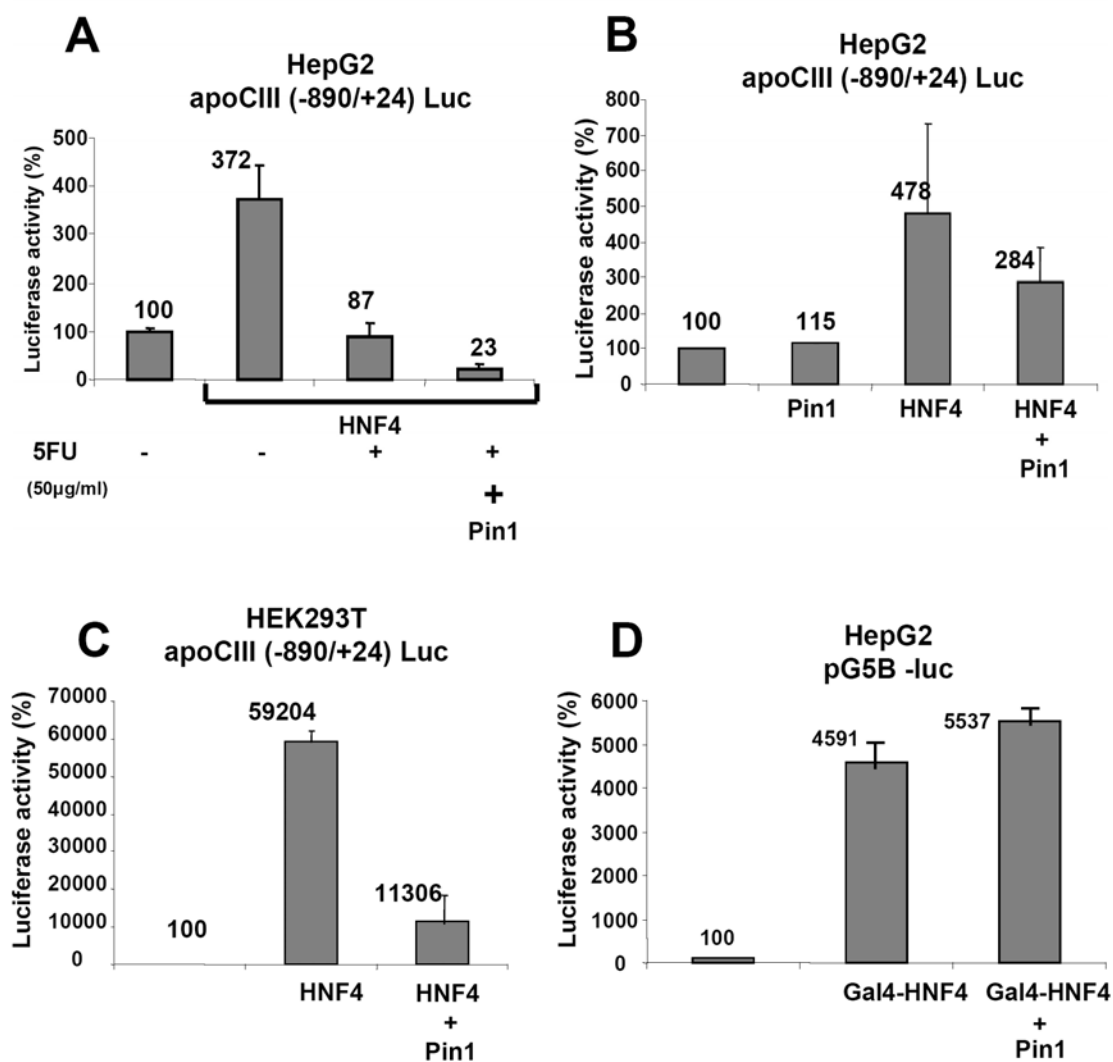 A
HepG2
apoCIII (-890/+24) Luc
Luciferase activity (%)
500
400
300
200
100
0
100
372
87
23
HNF4
5FU - - + +
(50µg/ml) +
Pin1
B
HepG2
apoCIII (-890/+24) Luc
Luciferase activity (%)
800
700
600
500
400
300
200
100
0
100
115
478
284
Pin1 HNF4 HNF4
+
Pin1
C
HEK293T
apoCIII (-890/+24) Luc
Luciferase activity (%)
70000
60000
50000
40000
30000
20000
10000
0
100
59204
11306
HNF4 HNF4
+
Pin1
D
HepG2
pG5B -luc
Luciferase activity (%)
6000
5000
4000
3000
2000
1000
0
100
4591
5537
Gal4-HNF4 Gal4-HNF4
+
Pin1